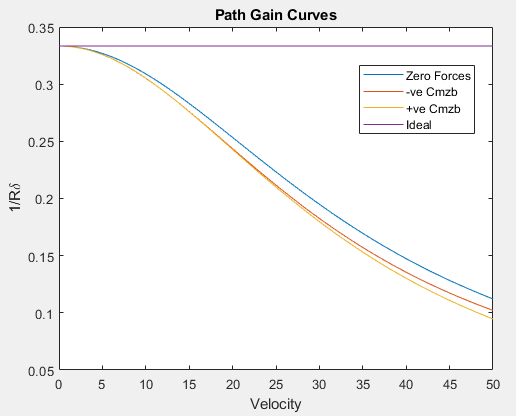 Path Gain Curves
0.35
0.3
0.25
0.2
0.15
0.1
0.05
1/Rδ
Zero Forces
-ve Cmzb
+ve Cmzb
Ideal
0 5 10 15 20 25 30 35 40 45 50
Velocity